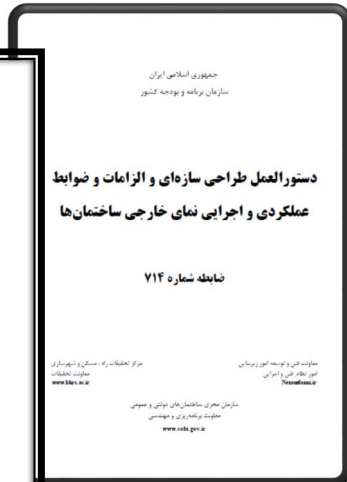 جمهوری اسلامی ایران
سازمان برنامه و بودجه کشور
دستورالعمل طراحی سازه‌ای و الزامات و ضوابط
عملکردی و اجرایی نمای خارجی ساختمان‌ها
ضابطه شماره ۷۱۴
معاونت فنی و توسعه امور زیربنایی
امور نظام فنی و اجرایی
Nezamfanni.ir
مرکز تحقیقات راه، مسکن و شهرسازی
معاونت تحقیقات
www.bhrc.ac.ir
سازمان مجری ساختمان‌های دولتی و عمومی
معاونت برنامه‌ریزی و مهندسی
www.cobi.gov.ir